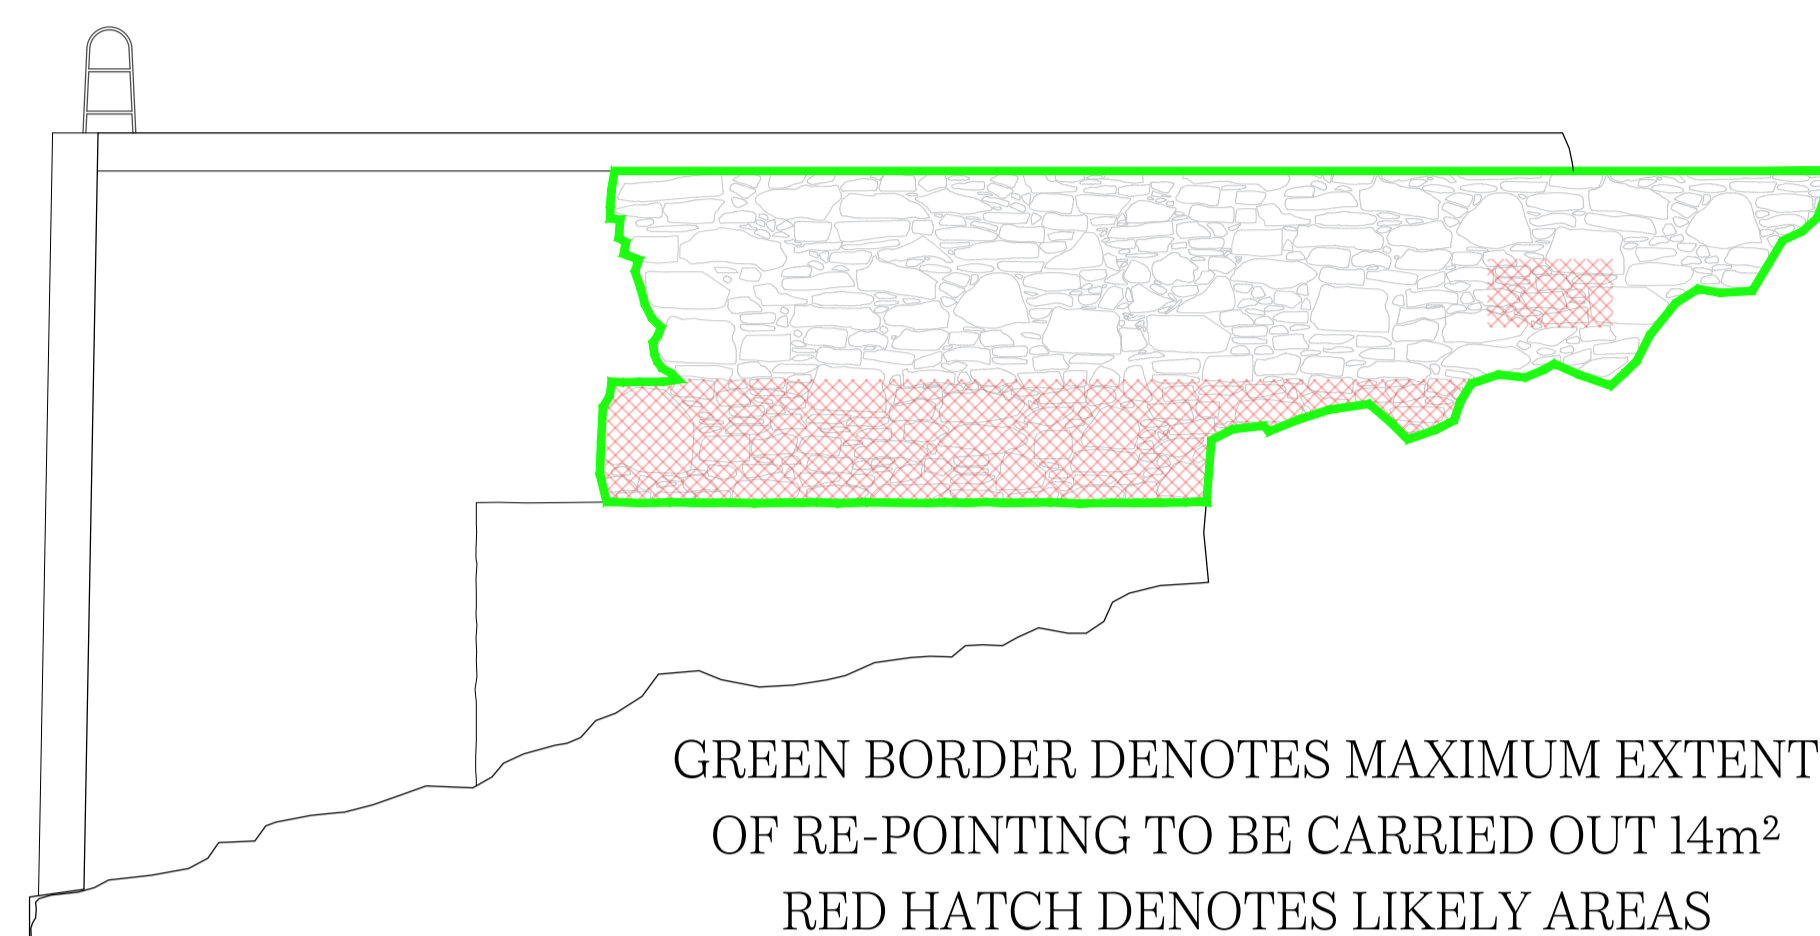 GREEN BORDER DENOTES MAXIMUM EXTENT
OF RE-POINTING TO BE CARRIED OUT 14m²
RED HATCH DENOTES LIKELY AREAS